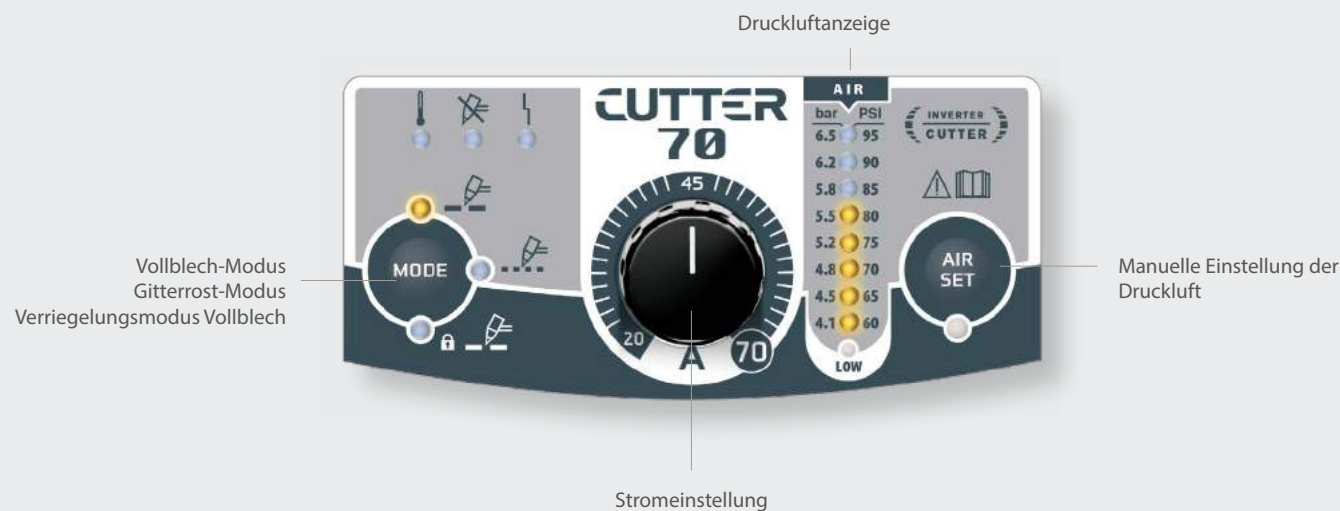 Druckluftanzeige
AIR
CUTTER
70
bar PSI
6.5 95
6.2 90
5.8 85
5.5 80
5.2 75
4.8 70
4.5 65
4.1 60
LOW
INVERTER
CUTTER
45
20
A
70
MODE
AIR
SET
Vollblech-Modus
Gitterrost-Modus
Verriegelungsmodus Vollblech
Manuelle Einstellung der
Druckluft
Stromeinstellung